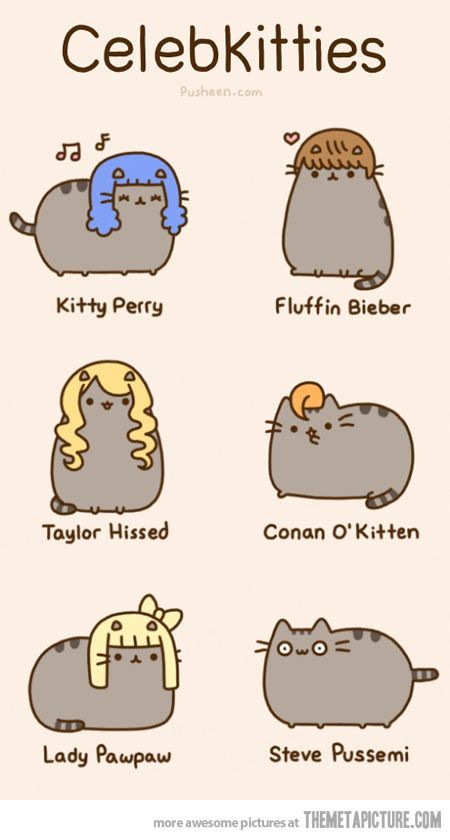 CelebKitties
Pusheen.com
Kitty Perry
Fluffin Bieber
Taylor Hissed
Conan O'Kitten
Lady Pawpaw
Steve Pussemi
more awesome pictures at THEMETAPICTURE.COM